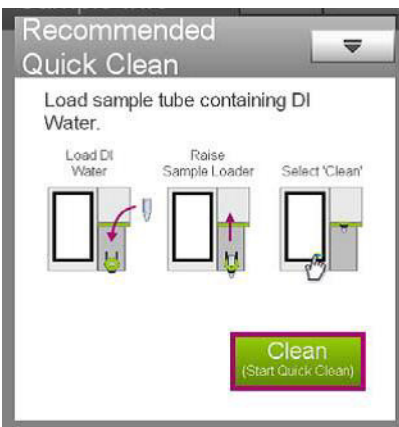 Recommended
Quick Clean
Load sample tube containing DI
Water.
Load DI
Water
Raise
Sample Loader
Select 'Clean'
Clean
(Start Quick Clean)